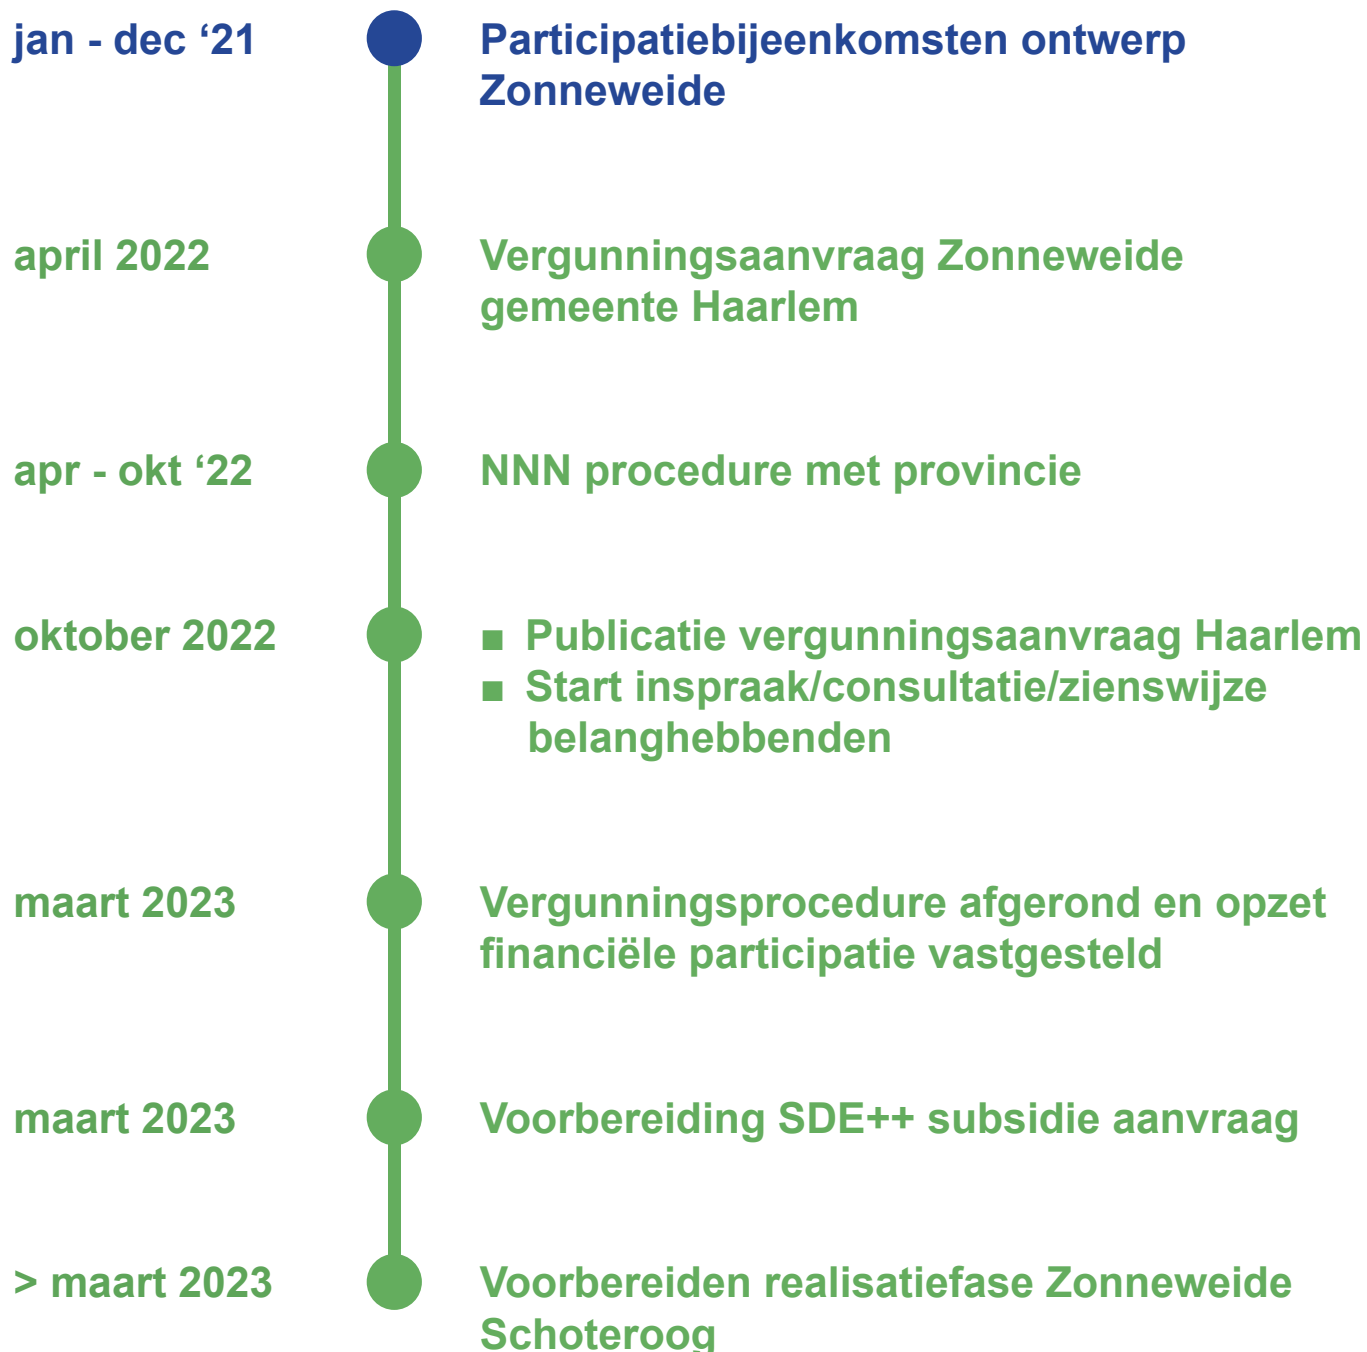 jan - dec ‘21
Participatiebijeenkomsten ontwerp
Zonneweide
april 2022
Vergunningsaanvraag Zonneweide
gemeente Haarlem
apr - okt ‘22
NNN procedure met provincie
oktober 2022
■ Publicatie vergunningsaanvraag Haarlem
■ Start inspraak/consultatie/zienswijze
belanghebbenden
maart 2023
Vergunningsprocedure afgerond en opzet
financiële participatie vastgesteld
maart 2023
Voorbereiding SDE++ subsidie aanvraag
> maart 2023
Voorbereiden realisatiefase Zonneweide
Schoteroog